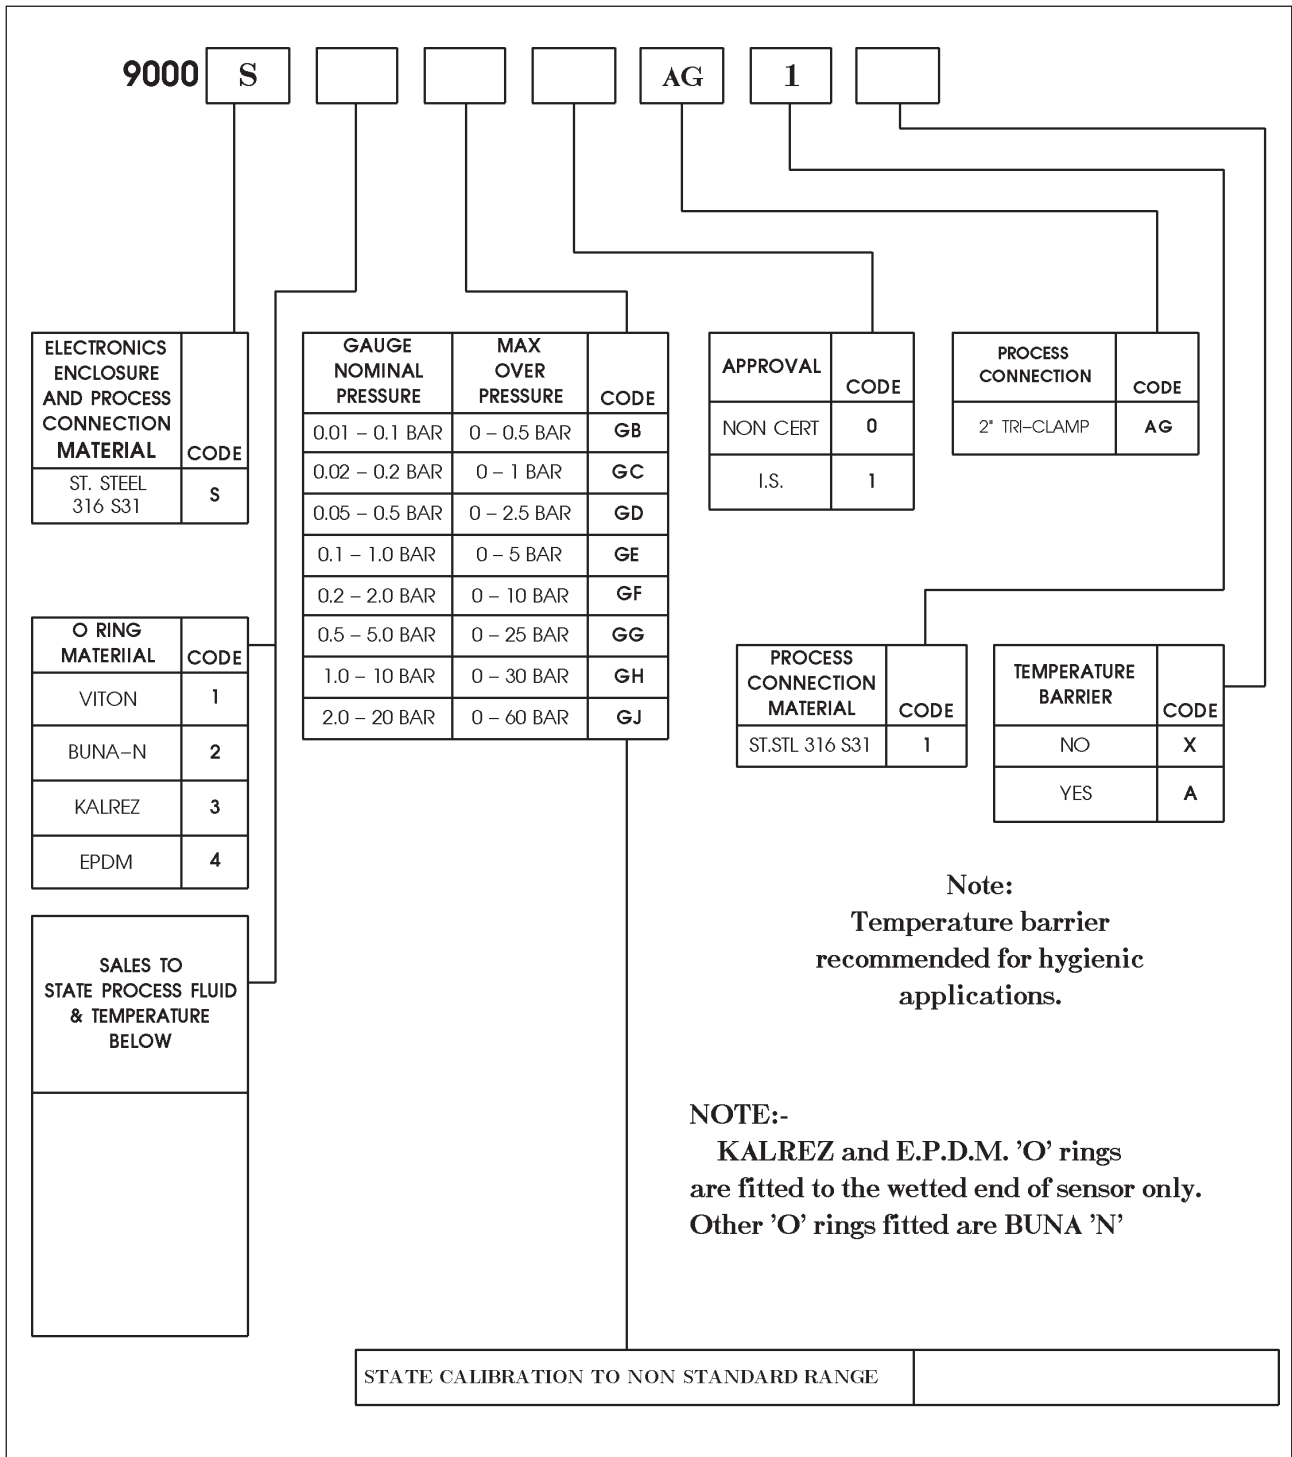 9000 S AG 1
ELECTRONICS
ENCLOSURE
AND PROCESS
CONNECTION
MATERIAL CODE
ST. STEEL
316 S31 S
O RING
MATERIIAL CODE
VITON 1
BUNA-N 2
KALREZ 3
EPDM 4
SALES TO
STATE PROCESS FLUID
& TEMPERATURE
BELOW
GAUGE
NOMINAL
PRESSURE
MAX
OVER
PRESSURE
CODE
0.01 – 0.1 BAR 0 – 0.5 BAR GB
0.02 – 0.2 BAR 0 – 1 BAR GC
0.05 – 0.5 BAR 0 – 2.5 BAR GD
0.1 – 1.0 BAR 0 – 5 BAR GE
0.2 – 2.0 BAR 0 – 10 BAR GF
0.5 – 5.0 BAR 0 – 25 BAR GG
1.0 – 10 BAR 0 – 30 BAR GH
2.0 – 20 BAR 0 – 60 BAR GJ
APPROVAL CODE
NON CERT 0
I.S. 1
PROCESS
CONNECTION CODE
2" TRI-CLAMP AG
PROCESS
CONNECTION
MATERIAL CODE
ST.STL 316 S31 1
TEMPERATURE
BARRIER CODE
NO X
YES A
Note:
Temperature barrier
recommended for hygienic
applications.
NOTE:-
KALREZ and E.P.D.M. 'O' rings
are fitted to the wetted end of sensor only.
Other 'O' rings fitted are BUNA 'N'
STATE CALIBRATION TO NON STANDARD RANGE